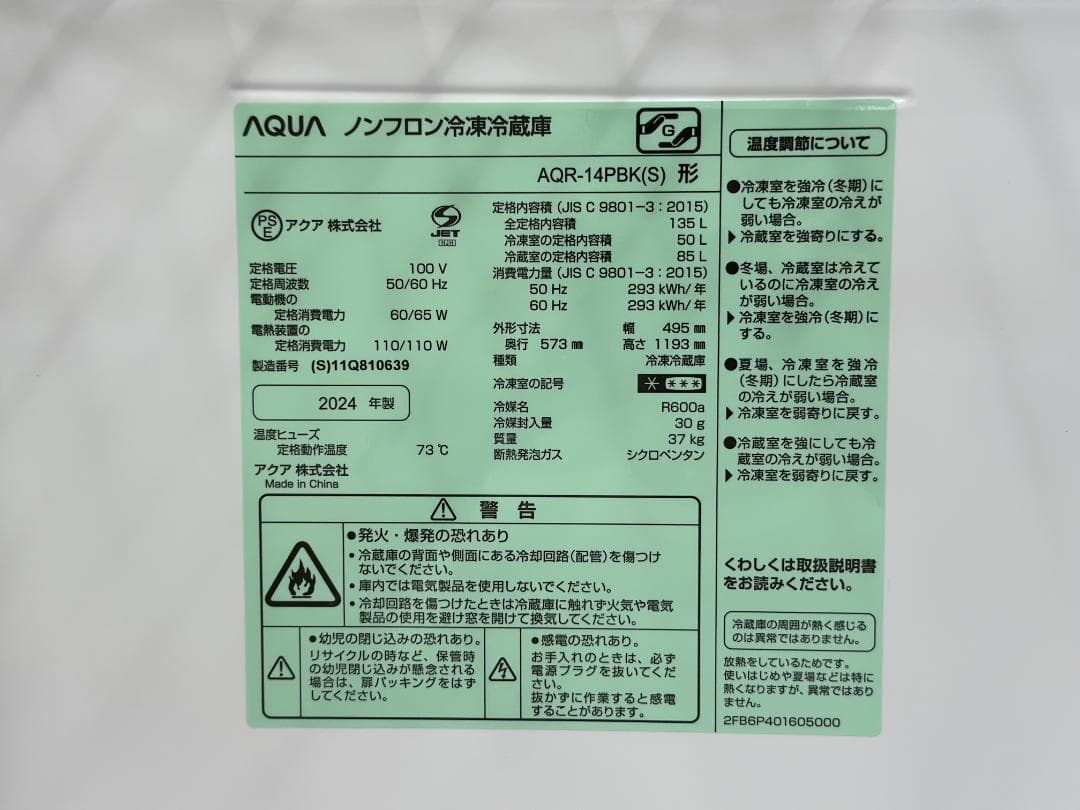 AQUA ノンフロン冷凍冷蔵庫
G
AQR-14PBK(S) 形
PS E アクア 株式会社
S JET
定格電圧 100 V
定格周波数 50/60 Hz
電動機の
定格消費電力 60/65 W
電熱装置の
定格消費電力 110/110 W
製造番号 (S)11Q810639
2024 年製
温度ヒューズ
定格動作温度 73 ℃
アクア 株式会社
Made in China
定格内容積 (JIS C 9801-3：2015)
全定格内容積 135 L
冷凍室の定格内容積 50 L
冷蔵室の定格内容積 85 L
消費電力量 (JIS C 9801-3：2015)
50 Hz 293 kWh/ 年
60 Hz 293 kWh/ 年
外形寸法 幅 495 ㎜
奥行 573 ㎜ 高さ 1193 ㎜
種類 冷凍冷蔵庫
冷凍室の記号
冷媒名 R600a
冷媒封入量 30 g
質量 37 kg
断熱発泡ガス シクロペンタン
警 告
●発火・爆発の恐れあり
・冷蔵庫の背面や側面にある冷却回路(配管)を傷つけ
ないでください。
・庫内では電気製品を使用しないでください。
・冷却回路を傷つけたときは冷蔵庫に触れず火気や電気
製品の使用を避け窓を開けて換気してください。
●幼児の閉じ込みの恐れあり。
リサイクルの時など、保管時
の幼児閉じ込みが懸念される
場合は、扉パッキングをはず
してください。
●感電の恐れあり。
お手入れのときは、必ず
電源プラグを抜いてくだ
さい。
抜かずに作業すると感電
することがあります。
温度調節について
●冷凍室を強冷(冬期)に
しても冷凍室の冷えが
弱い場合。
▶冷蔵室を強寄りにする。
●冬場、冷蔵室は冷えて
いるのに冷凍室の冷え
が弱い場合。
▶冷凍室を強冷(冬期)に
する。
●夏場、冷凍室を強冷
(冬期)にしたら冷蔵室
の冷えが弱い場合。
▶冷凍室を弱寄りに戻す。
●冷蔵室を強にしても冷
蔵室の冷えが弱い場合。
▶冷凍室を弱寄りに戻す。
くわしくは取扱説明書
をお読みください。
冷蔵庫の周囲が熱く感じる
のは異常ではありません。
放熱をしているためです。
使いはじめや夏場などは特に
熱くなりますが、異常ではあり
ません。
2FB6P401605000